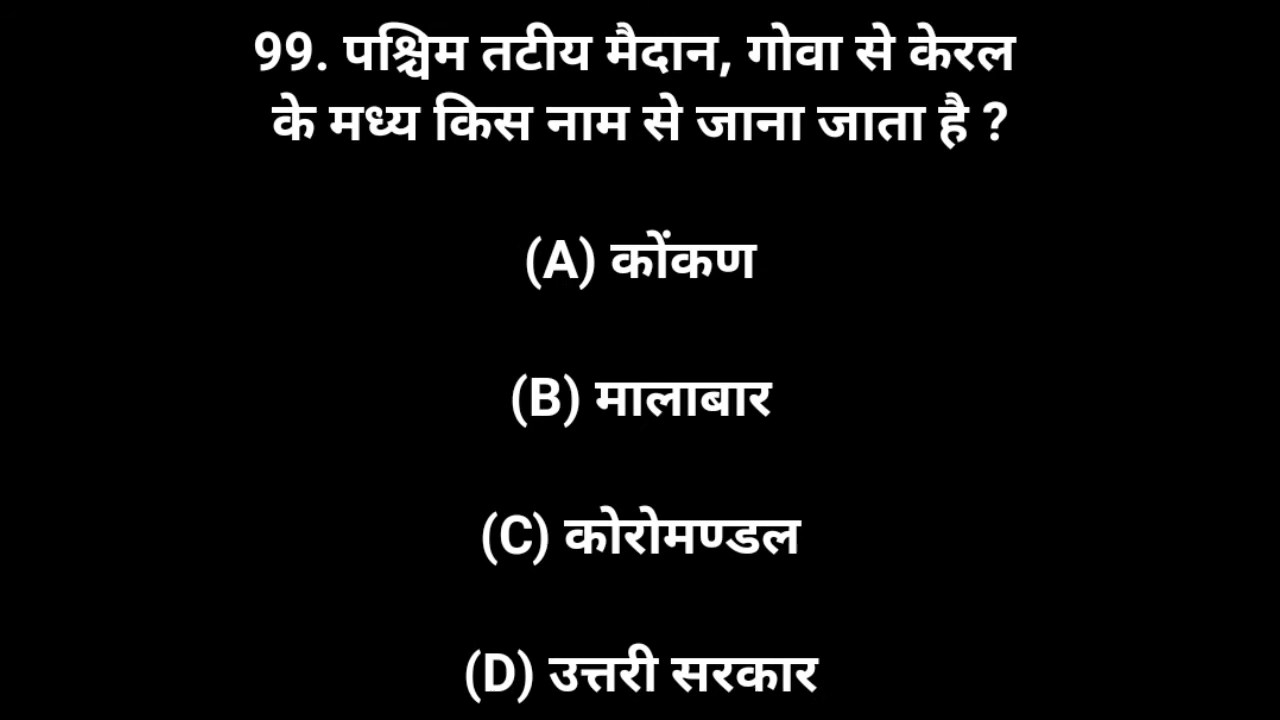 99. पश्चिम तटीय मैदान, गोवा से केरल
के मध्य किस नाम से जाना जाता है ?
(A) कोंकण
(B) मालाबार
(C) कोरोमण्डल
(D) उत्तरी सरकार